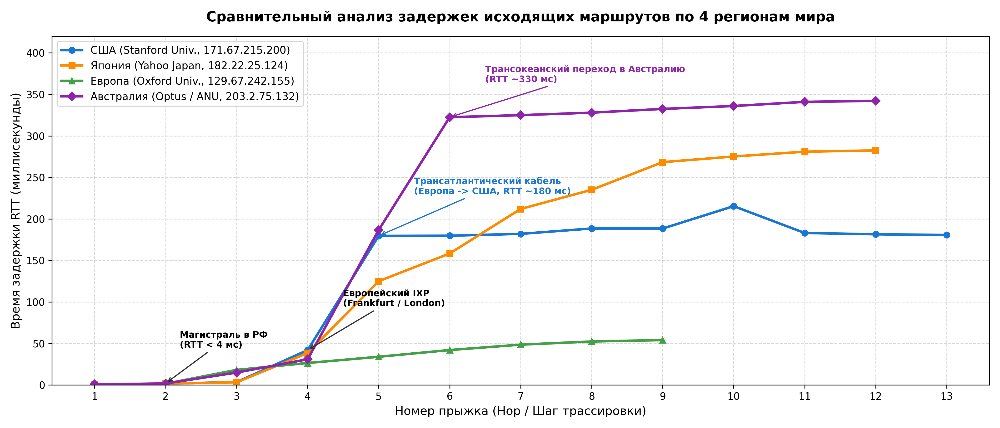 Сравнительный анализ задержек исходящих маршрутов по 4 регионам мира
Время задержки RTT (миллисекунды)
400
350
300
250
200
150
100
50
0
США (Stanford Univ., 171.67.215.200)
Япония (Yahoo Japan, 182.22.25.124)
Европа (Oxford Univ., 129.67.242.155)
Австралия (Optus / ANU, 203.2.75.132)
Трансокеанский переход в Австралию
(RTT ~330 мс)
Трансатлантический кабель
(Европа -> США, RTT ~180 мс)
Европейский IXP
(Frankfurt / London)
Магистраль в РФ
(RTT < 4 мс)
1 2 3 4 5 6 7 8 9 10 11 12 13
Номер прыжка (Hop / Шаг трассировки)